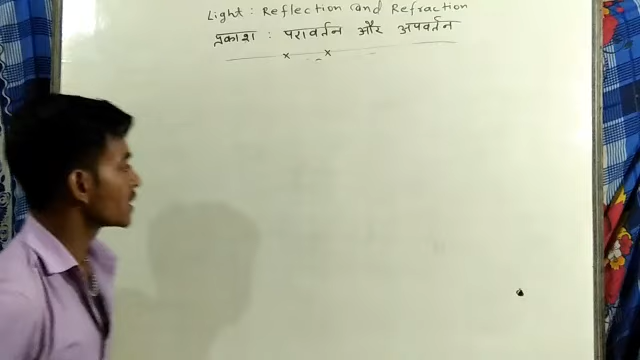 Light : Reflection and Refraction
प्रकाश : परावर्तन और अपवर्तन